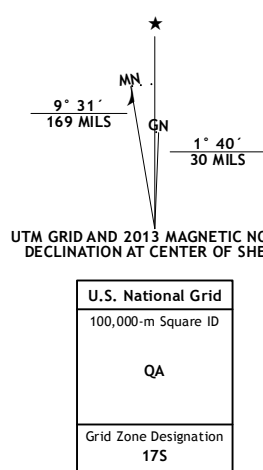 ★
MN
9° 31´
169 MILS
GN
1° 40´
30 MILS
UTM GRID AND 2013 MAGNETIC NO
DECLINATION AT CENTER OF SHE
U.S. National Grid
100,000-m Square ID
QA
Grid Zone Designation
17S